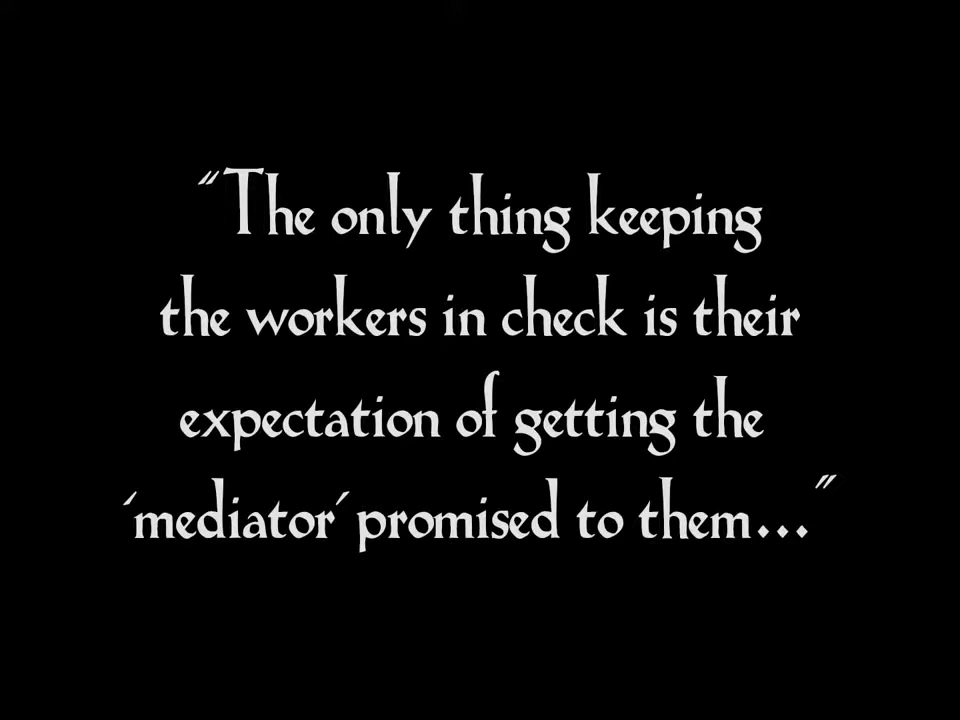 "The only thing keeping
the workers in check is their
expectation of getting the
'mediator' promised to them..."